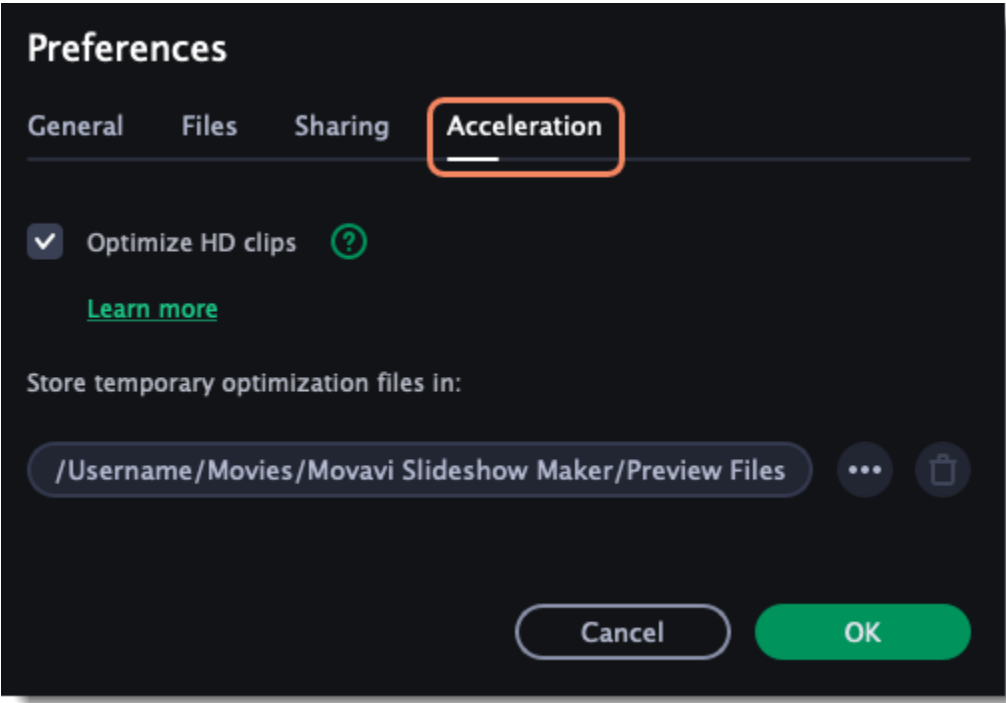 Preferences
General Files Sharing Acceleration
Optimize HD clips ?
Learn more
Store temporary optimization files in:
/Username/Movies/Movavi Slideshow Maker/Preview Files •••
Cancel OK